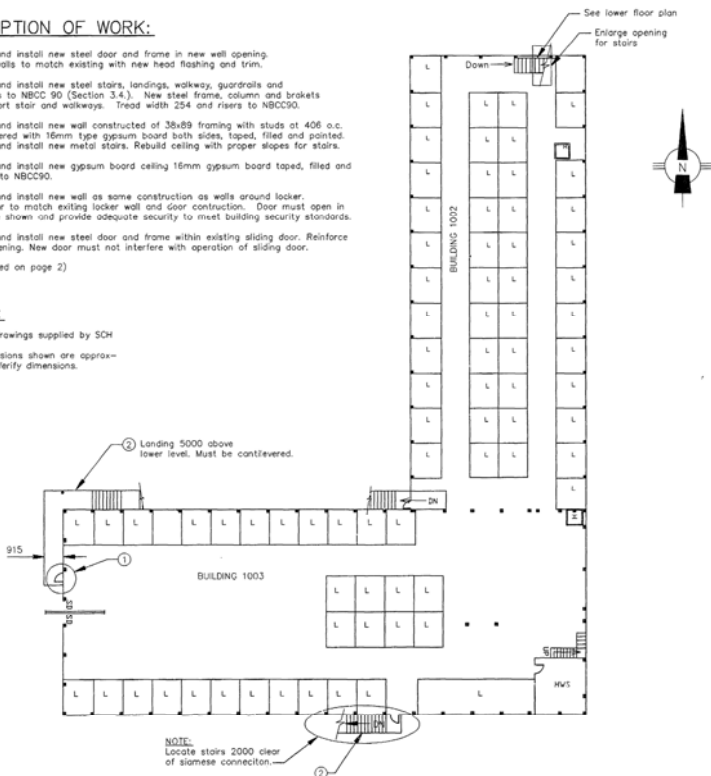 PTION OF WORK:
nd install new steel door and frame in new well opening.
alls to match existing with new head flashing and trim.
nd install new steel stairs, landings, walkway, guardrails and
s to NBCC 90 (Section 3.4.). New steel frame, column and brakets
ort stair and walkways. Tread width 254 and risers to NBCC90.
nd install new wall constructed of 38x89 framing with studs at 406 o.c.
ered with 16mm type gypsum board both sides, taped, filled and painted.
nd install new metal stairs. Rebuild ceiling with proper slopes for stairs.
nd install new gypsum board ceiling 16mm gypsum board taped, filled and
to NBCC90.
nd install new wall as same construction as walls around locker.
r to match exiting locker wall and door contruction. Door must open in
shown and provide adequate security to meet building security standards.
nd install new steel door and frame within existing sliding door. Reinforce
ening. New door must not interfere with operation of sliding door.
ed on page 2)
rawings supplied by SCH
sions shown are approx-
erify dimensions.
See lower floor plan
Enlarge opening
for stairs
Down
N
BUILDING 1002
2 Landing 5000 above
lower level. Must be cantilevered.
DN
915
1
BUILDING 1003
SD SD
L L L L L L L L L L L L
L L L L
L L L L
L L L L L L L L L L L
L
HWS
DN
NOTE:
Locate stairs 2000 clear
of siamese conneciton.
2